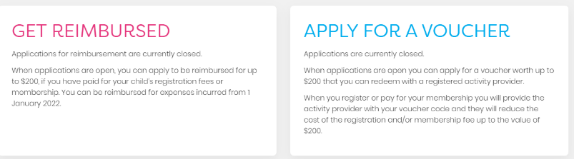 GET REIMBURSED
Applications for reimbursement are currently closed.
When applications are open, you can apply to be reimbursed for up
to $200, if you have paid for your child's registration fees or
membership. You can be reimbursed for expenses incurred from 1
January 2022.
APPLY FOR A VOUCHER
Applications are currently closed.
When applications are open you can apply for a voucher worth up to
$200 that you can redeem with a registered activity provider.
When you register or pay for your membership you will provide the
activity provider with your voucher code and they will reduce the
cost of the registration and/or membership fee up to the value of
$200.